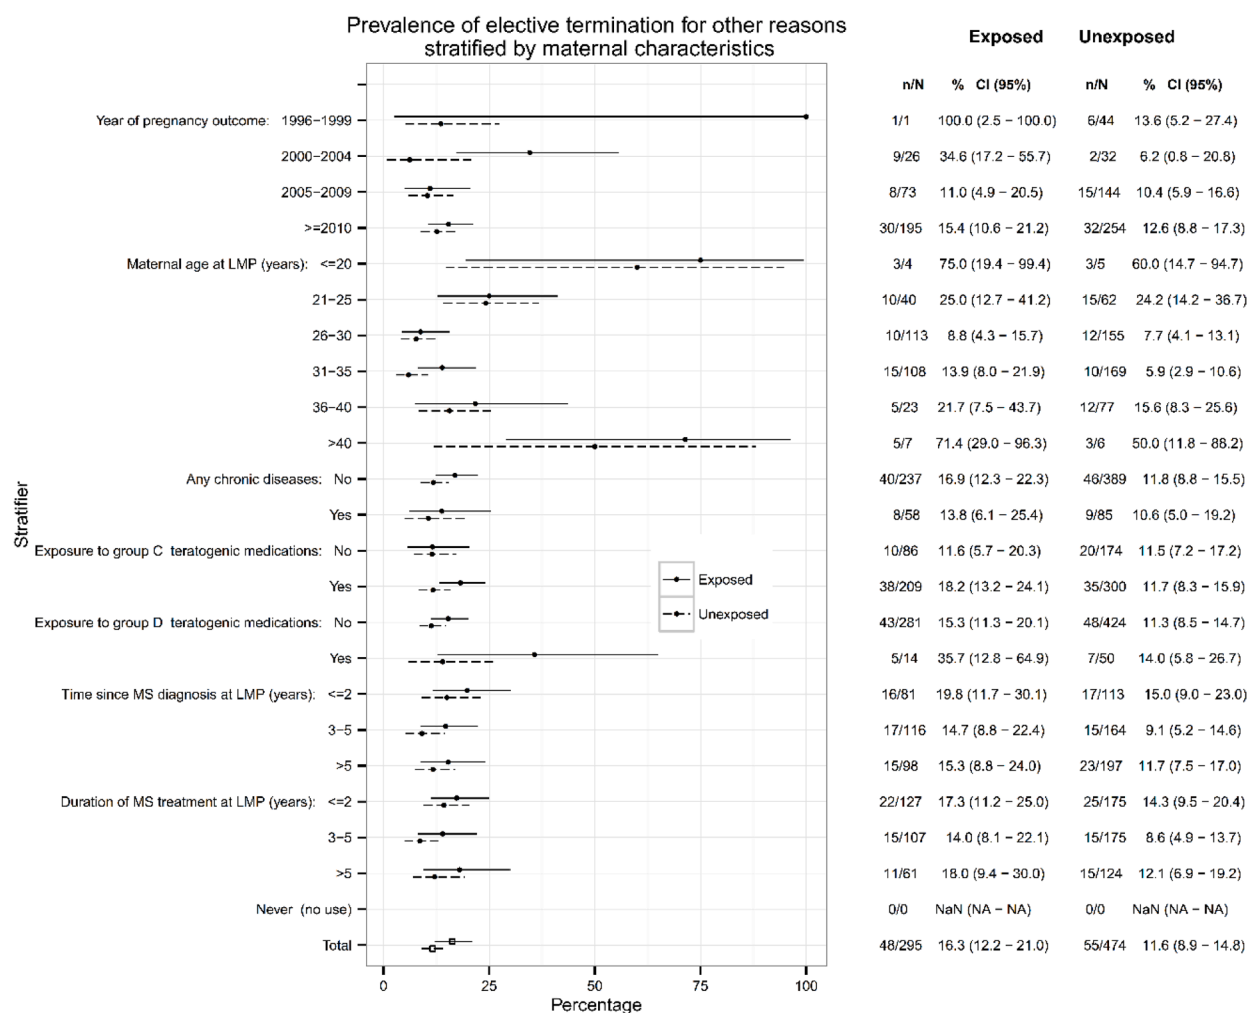 Prevalence of elective termination for other reasons
stratified by maternal characteristics
Exposed Unexposed
n/N % CI (95%) n/N % CI (95%)
Year of pregnancy outcome: 1996−1999 1/1 100.0 (2.5 − 100.0) 6/44 13.6 (5.2 − 27.4)
2000−2004 9/26 34.6 (17.2 − 55.7) 2/32 6.2 (0.8 − 20.8)
2005−2009 8/73 11.0 (4.9 − 20.5) 15/144 10.4 (5.9 − 16.6)
>=2010 30/195 15.4 (10.6 − 21.2) 32/254 12.6 (8.8 − 17.3)
Maternal age at LMP (years): <=20 3/4 75.0 (19.4 − 99.4) 3/5 60.0 (14.7 − 94.7)
21−25 10/40 25.0 (12.7 − 41.2) 15/62 24.2 (14.2 − 36.7)
26−30 10/113 8.8 (4.3 − 15.7) 12/155 7.7 (4.1 − 13.1)
31−35 15/108 13.9 (8.0 − 21.9) 10/169 5.9 (2.9 − 10.6)
36−40 5/23 21.7 (7.5 − 43.7) 12/77 15.6 (8.3 − 25.6)
>40 5/7 71.4 (29.0 − 96.3) 3/6 50.0 (11.8 − 88.2)
Any chronic diseases: No 40/237 16.9 (12.3 − 22.3) 46/389 11.8 (8.8 − 15.5)
Yes 8/58 13.8 (6.1 − 25.4) 9/85 10.6 (5.0 − 19.2)
Stratifier
Exposure to group C teratogenic medications: No 10/86 11.6 (5.7 − 20.3) 20/174 11.5 (7.2 − 17.2)
Yes 38/209 18.2 (13.2 − 24.1) 35/300 11.7 (8.3 − 15.9)
Exposed
Unexposed
Exposure to group D teratogenic medications: No 43/281 15.3 (11.3 − 20.1) 48/424 11.3 (8.5 − 14.7)
Yes 5/14 35.7 (12.8 − 64.9) 7/50 14.0 (5.8 − 26.7)
Time since MS diagnosis at LMP (years): <=2 16/81 19.8 (11.7 − 30.1) 17/113 15.0 (9.0 − 23.0)
3−5 17/116 14.7 (8.8 − 22.4) 15/164 9.1 (5.2 − 14.6)
>5 15/98 15.3 (8.8 − 24.0) 23/197 11.7 (7.5 − 17.0)
Duration of MS treatment at LMP (years): <=2 22/127 17.3 (11.2 − 25.0) 25/175 14.3 (9.5 − 20.4)
3−5 15/107 14.0 (8.1 − 22.1) 15/175 8.6 (4.9 − 13.7)
>5 11/61 18.0 (9.4 − 30.0) 15/124 12.1 (6.9 − 19.2)
Never (no use) 0/0 NaN (NA − NA) 0/0 NaN (NA − NA)
Total 48/295 16.3 (12.2 − 21.0) 55/474 11.6 (8.9 − 14.8)
0 25 50 75 100
Percentage